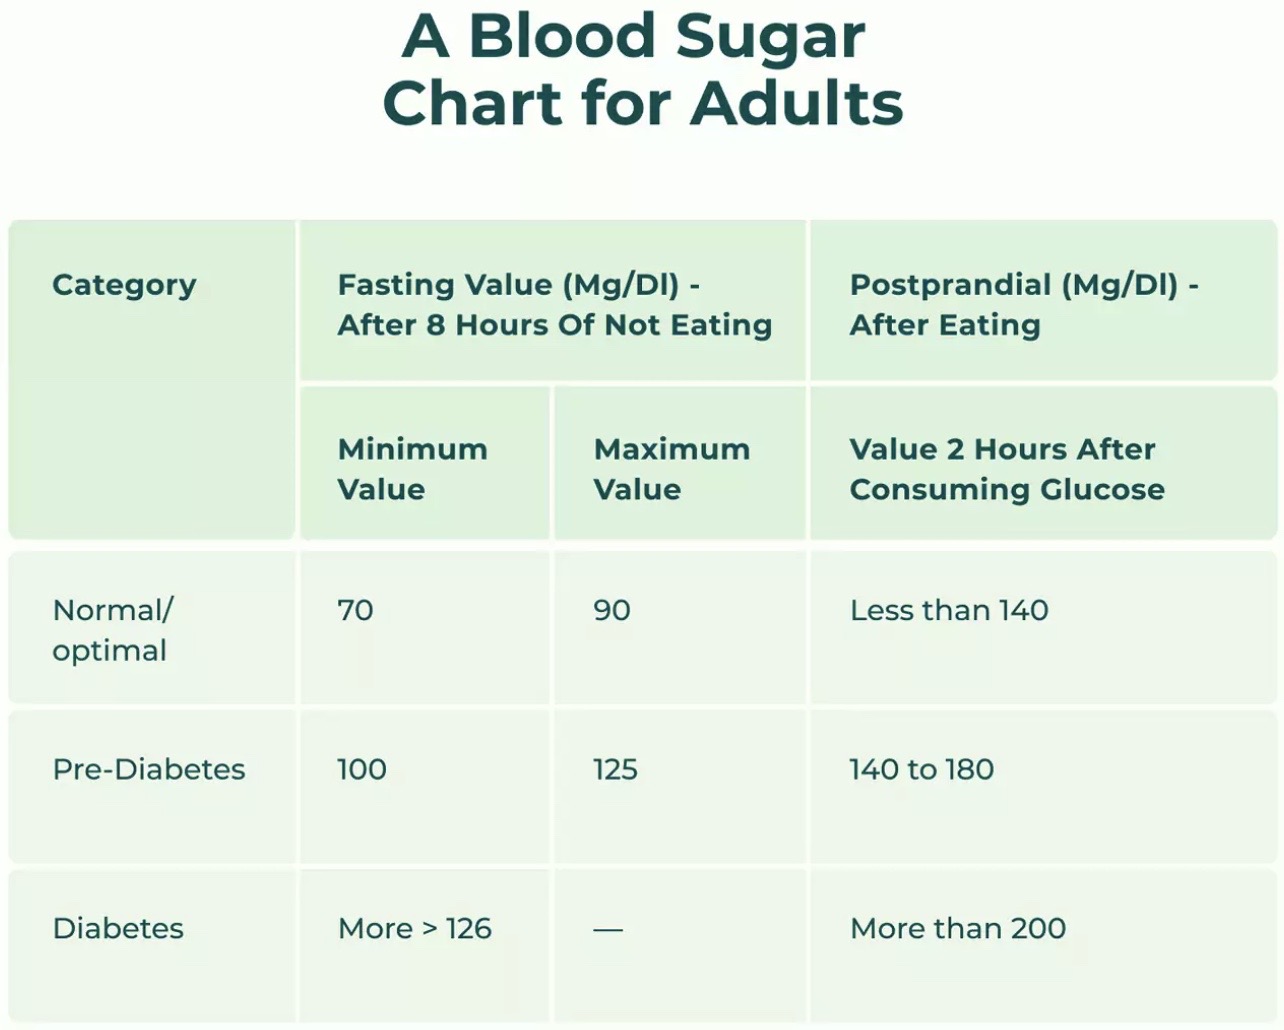 A Blood Sugar
Chart for Adults
Category
Fasting Value (Mg/Dl) -
After 8 Hours Of Not Eating
Postprandial (Mg/Dl) -
After Eating
Minimum
Value
Maximum
Value
Value 2 Hours After
Consuming Glucose
Normal/
optimal
70
90
Less than 140
Pre-Diabetes
100
125
140 to 180
Diabetes
More > 126
—
More than 200